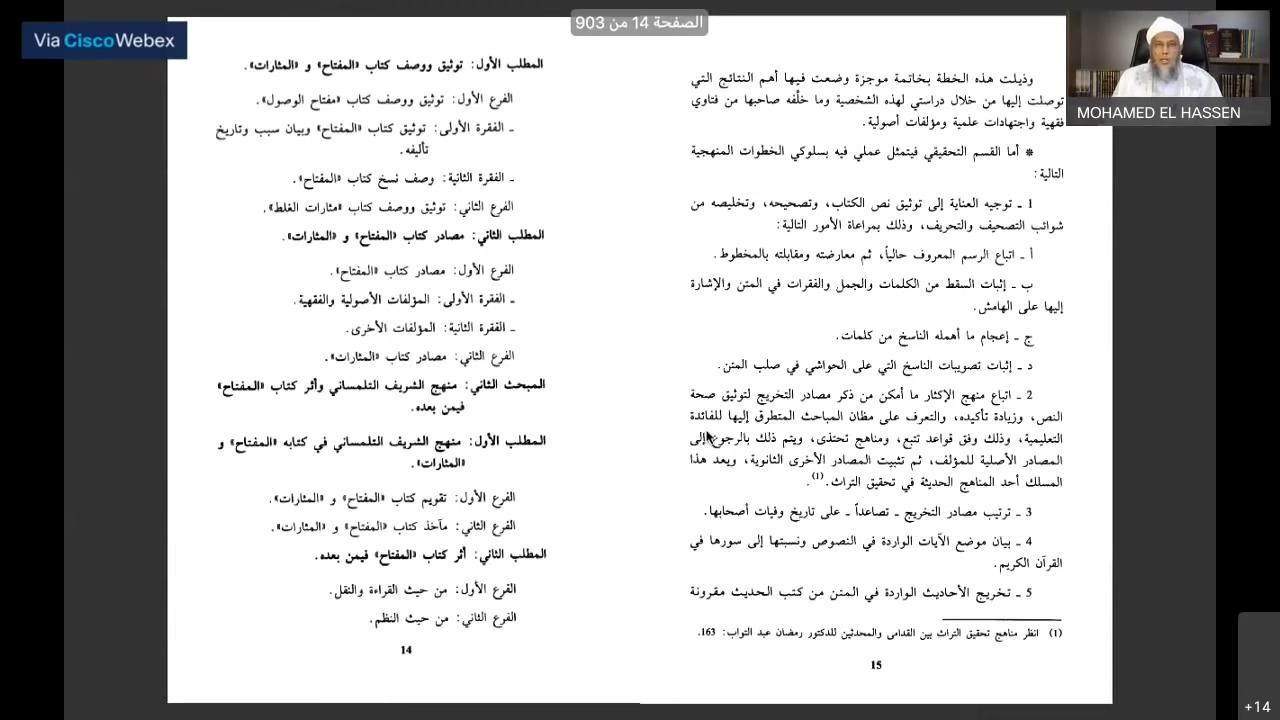 الصفحة 14 من 903
Via CiscoWebex
MOHAMED EL HASSEN
وذيلت هذه الخطة بخاتمة موجزة وضعت فيها أهم النتائج التي
توصلت إليها من خلال دراستي لهذه الشخصية وما خلّفه صاحبها من فتاوي
فقهية واجتهادات علمية ومؤلفات أصولية.
* أما القسم التحقيقي فيتمثل عملي فيه بسلوكي الخطوات المنهجية
التالية:
1 ـ توجيه العناية إلى توثيق نص الكتاب، وتصحيحه، وتخليصه من
شوائب التصحيف والتحريف، وذلك بمراعاة الأمور التالية:
أ ـ اتباع الرسم المعروف حالياً، ثم معارضته ومقابلته بالمخطوط.
ب ـ إثبات السقط من الكلمات والجمل والفقرات في المتن والإشارة
إليها على الهامش.
ج ـ إعجام ما أهمله الناسخ من كلمات.
د ـ إثبات تصويبات الناسخ التي على الحواشي في صلب المتن.
2 ـ اتباع منهج الإكثار ما أمكن من ذكر مصادر التخريج لتوثيق صحة
النص، وزيادة تأكيده، والتعرف على مظان المباحث المتطرق إليها للفائدة
التعليمية، وذلك وفق قواعد تتبع، ومناهج تحتذى، ويتم ذلك بالرجوع إلى
المصادر الأصلية للمؤلف، ثم تثبيت المصادر الأخرى الثانوية، ويعد هذا
المسلك أحد المناهج الحديثة في تحقيق التراث.(1).
3 ـ ترتيب مصادر التخريج ـ تصاعداً ـ على تاريخ وفيات أصحابها.
4 ـ بيان موضع الآيات الواردة في النصوص ونسبتها إلى سورها في
القرآن الكريم.
5 ـ تخريج الأحاديث الواردة في المتن من كتب الحديث مقرونة
(1) انظر مناهج تحقيق التراث بين القدامى والمحدثين للدكتور رمضان عبد التواب: 163.
15
المطلب الأول: توثيق ووصف كتاب «المفتاح» و «المثارات».
الفرع الأول: توثيق ووصف كتاب «مفتاح الوصول».
ـ الفقرة الأولى: توثيق كتاب «المفتاح» وبيان سبب وتاريخ
تأليفه.
ـ الفقرة الثانية: وصف نسخ كتاب «المفتاح».
الفرع الثاني: توثيق ووصف كتاب «مثارات الغلط».
المطلب الثاني: مصادر كتاب «المفتاح» و «المثارات».
الفرع الأول: مصادر كتاب «المفتاح».
ـ الفقرة الأولى: المؤلفات الأصولية والفقهية.
ـ الفقرة الثانية: المؤلفات الأخرى.
الفرع الثاني: مصادر كتاب «المثارات».
المبحث الثاني: منهج الشريف التلمساني وأثر كتاب «المفتاح»
فيمن بعده.
المطلب الأول: منهج الشريف التلمساني في كتابه «المفتاح» و
«المثارات».
الفرع الأول: تقويم كتاب «المفتاح» و «المثارات».
الفرع الثاني: مآخذ كتاب «المفتاح» و «المثارات».
المطلب الثاني: أثر كتاب «المفتاح» فيمن بعده.
الفرع الأول: من حيث القراءة والنقل.
الفرع الثاني: من حيث النظم.
14
+14